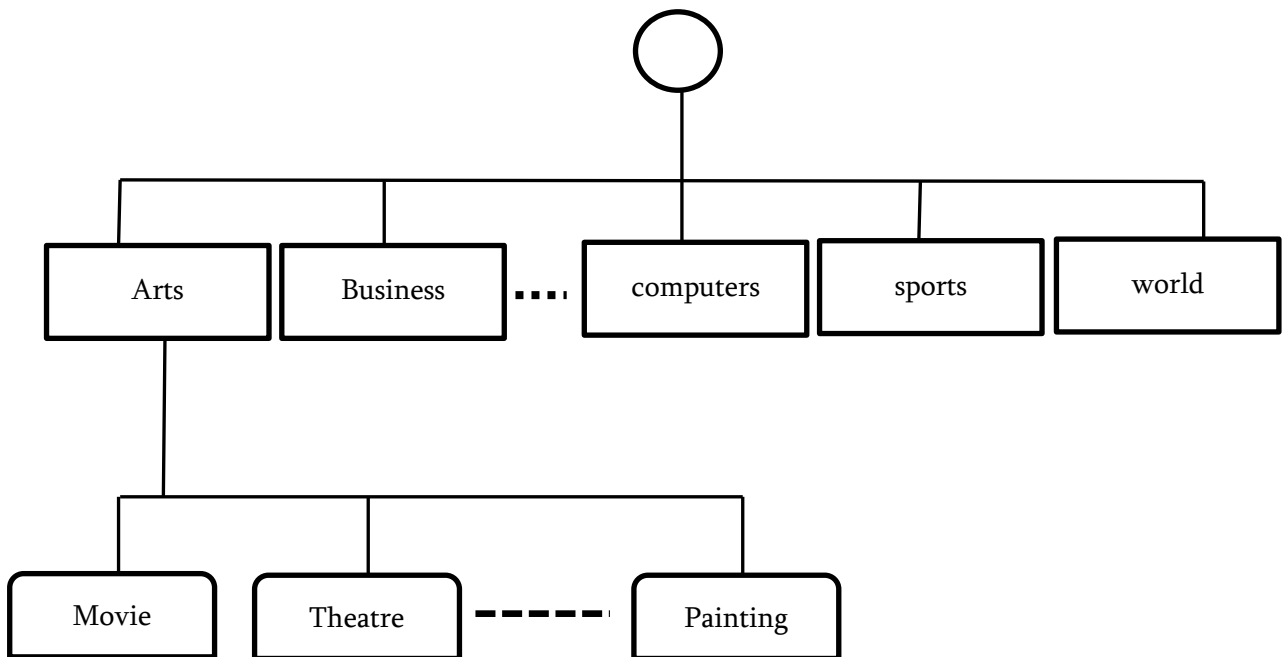 Arts
Business
computers
sports
world
Movie
Theatre
Painting